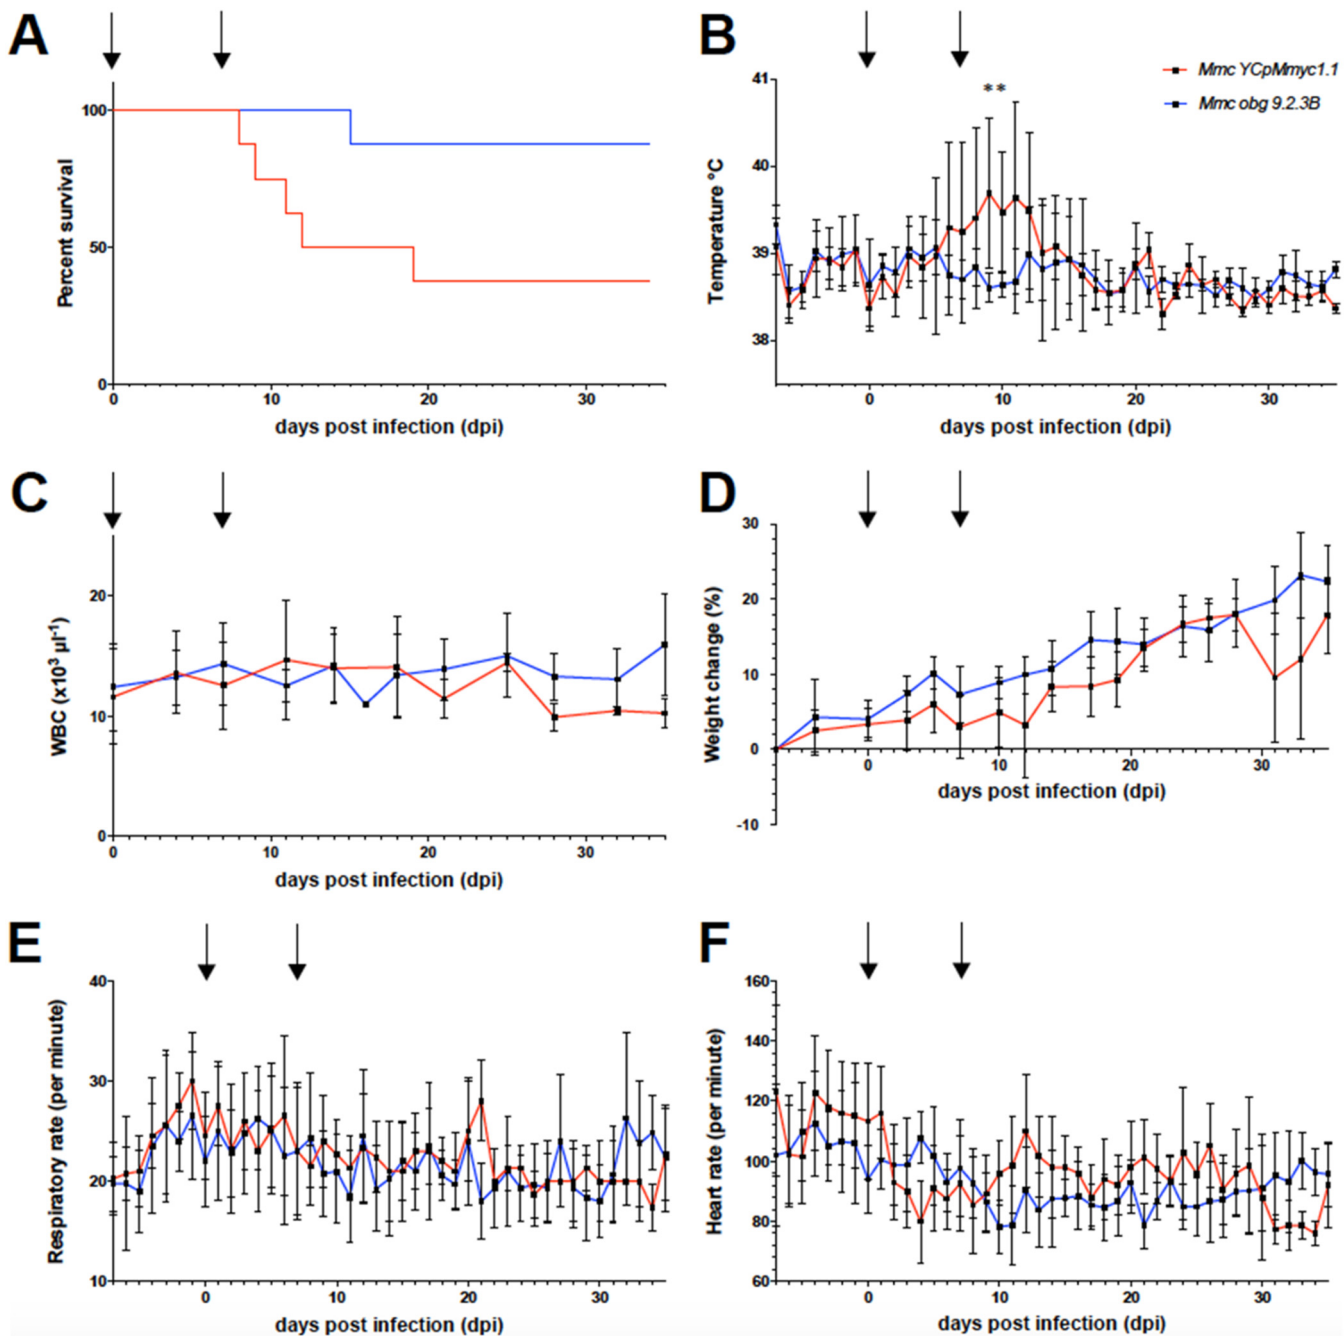 A
Percent survival
100
50
0
0 10 20 30
days post infection (dpi)
B
Mmc YCpMmyc1.1
Mmc obg 9.2.3B
**
Temperature °C
41
40
39
38
0 10 20 30
days post infection (dpi)
C
WBC (x10³ µl⁻¹)
20
10
0
0 10 20 30
days post infection (dpi)
D
Weight change (%)
30
20
10
0
-10
0 10 20 30
days post infection (dpi)
E
Respiratory rate (per minute)
40
30
20
10
0 10 20 30
days post infection (dpi)
F
Heart rate (per minute)
160
140
120
100
80
60
0 10 20 30
days post infection (dpi)